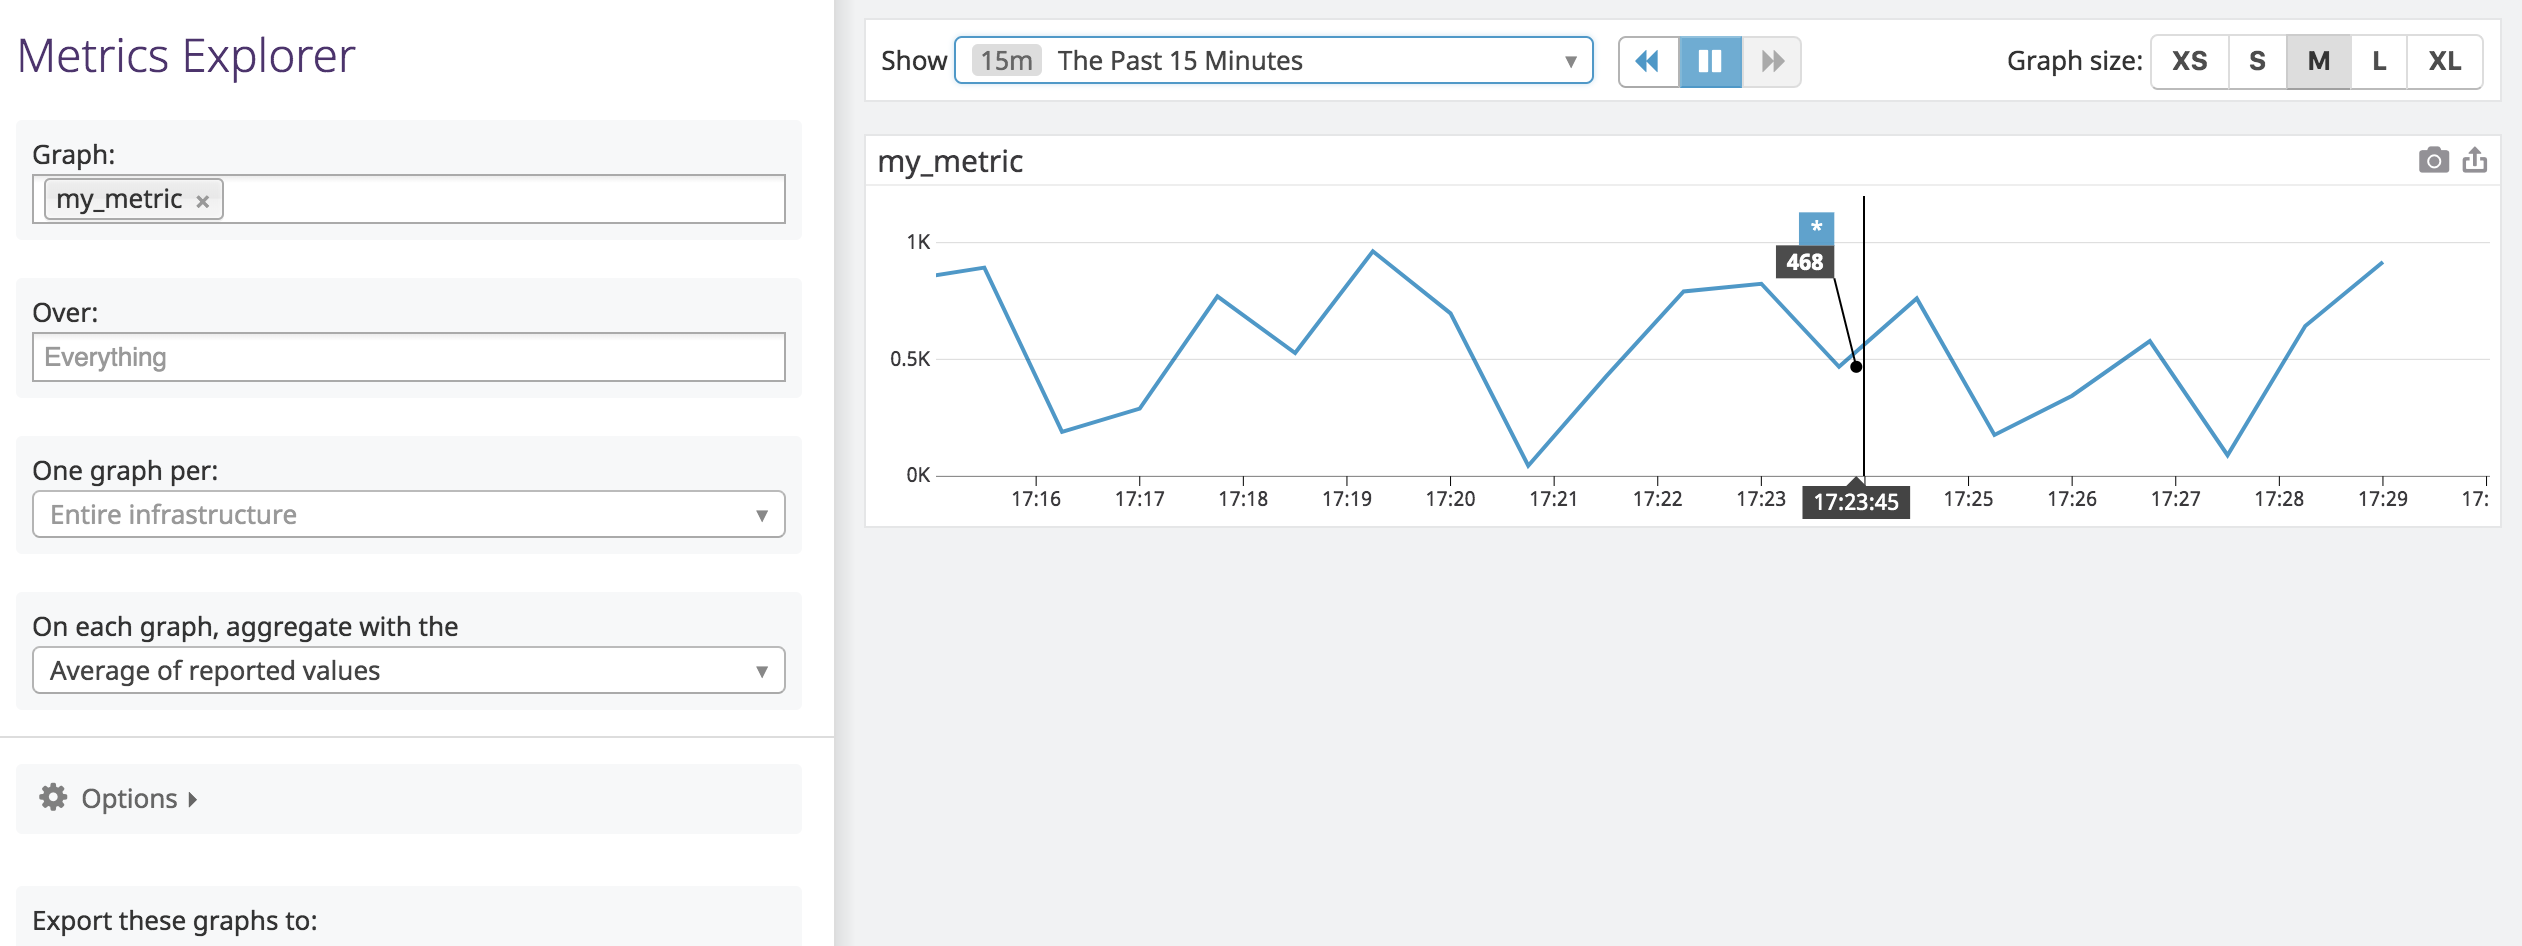 Metrics Explorer
Graph:
my_metric ×
Over:
Everything
One graph per:
Entire infrastructure
On each graph, aggregate with the
Average of reported values
Options
Export these graphs to:
Show 15m The Past 15 Minutes
Graph size: XS S M L XL
my_metric
*
1K
468
0.5K
0K
17:16 17:17 17:18 17:19 17:20 17:21 17:22 17:23 17:23:45 17:25 17:26 17:27 17:28 17:29 17: